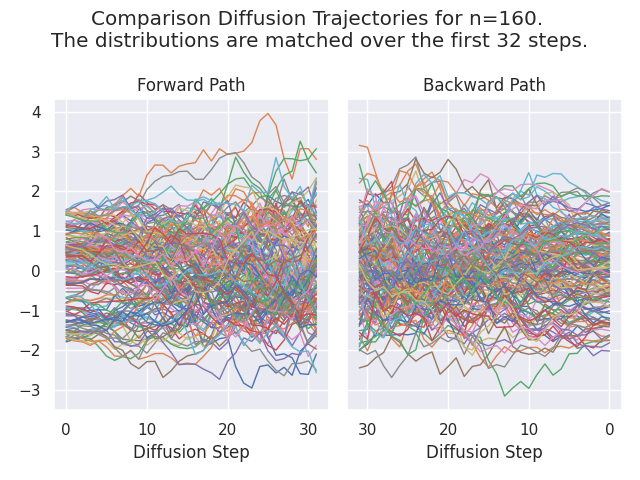 Comparison Diffusion Trajectories for n=160.
The distributions are matched over the first 32 steps.
Forward Path
Backward Path
4
3
2
1
0
−1
−2
−3
0 10 20 30
30 20 10 0
Diffusion Step
Diffusion Step